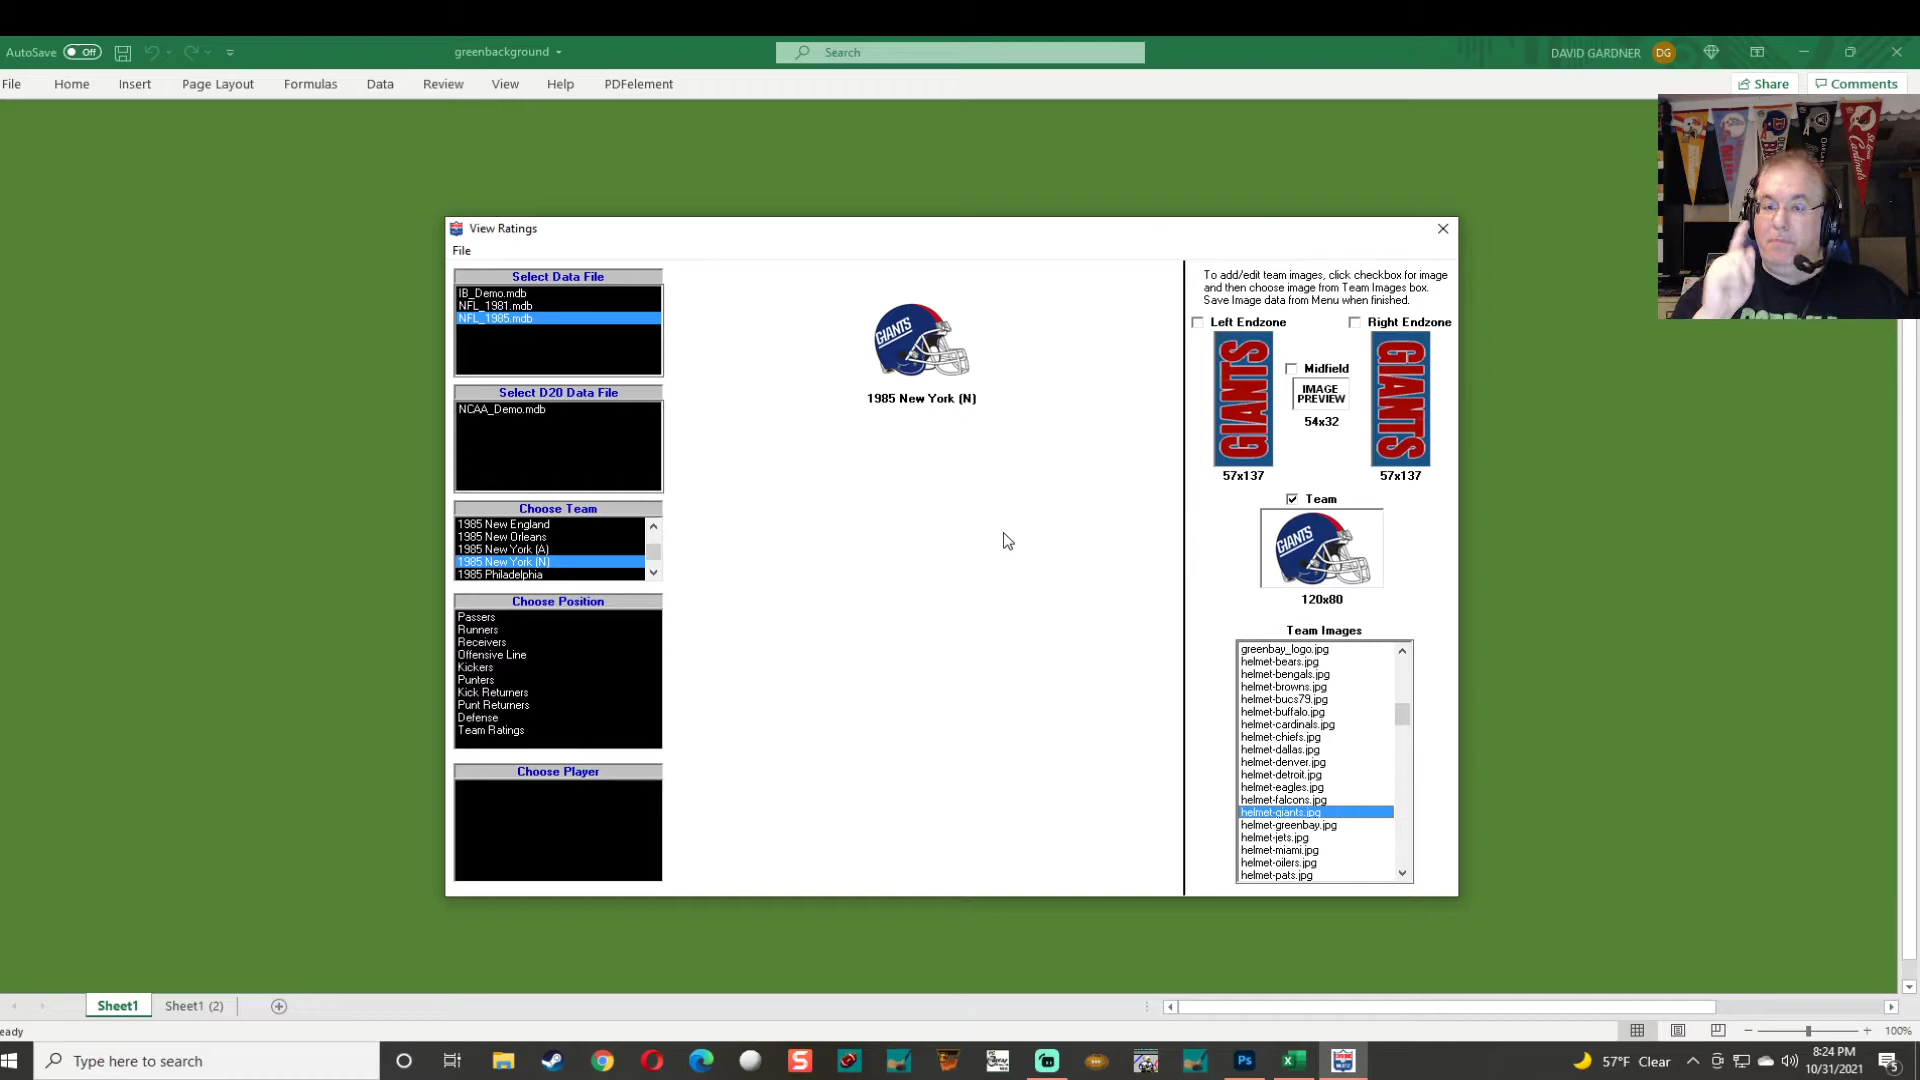 AutoSave Off
greenbackground
Search
DAVID GARDNER DG
File Home Insert Page Layout Formulas Data Review View Help PDFelement
Share Comments
View Ratings
File
Select Data File
IB_Demo.mdb
NFL_1981.mdb
NFL_1985.mdb
Select D20 Data File
NCAA_Demo.mdb
Choose Team
1985 New England
1985 New Orleans
1985 New York (A)
1985 New York (N)
1985 Philadelphia
Choose Position
Passers
Runners
Receivers
Offensive Line
Kickers
Punters
Kick Returners
Punt Returners
Defense
Team Ratings
Choose Player
GIANTS
1985 New York (N)
To add/edit team images, click checkbox for image
and then choose image from Team Images box.
Save Image data from Menu when finished.
Left Endzone
Right Endzone
GIANTS
Midfield
IMAGE
PREVIEW
54x32
GIANTS
57x137
57x137
Team
GIANTS
120x80
Team Images
greenbay_logo.jpg
helmet-bears.jpg
helmet-bengals.jpg
helmet-browns.jpg
helmet-bucs79.jpg
helmet-buffalo.jpg
helmet-cardinals.jpg
helmet-chiefs.jpg
helmet-dallas.jpg
helmet-denver.jpg
helmet-detroit.jpg
helmet-eagles.jpg
helmet-falcons.jpg
helmet-giants.jpg
helmet-greenbay.jpg
helmet-jets.jpg
helmet-miami.jpg
helmet-oilers.jpg
helmet-pats.jpg
Sheet1 Sheet1 (2)
eady
100%
Type here to search
57°F Clear
8:24 PM
10/31/2021
5